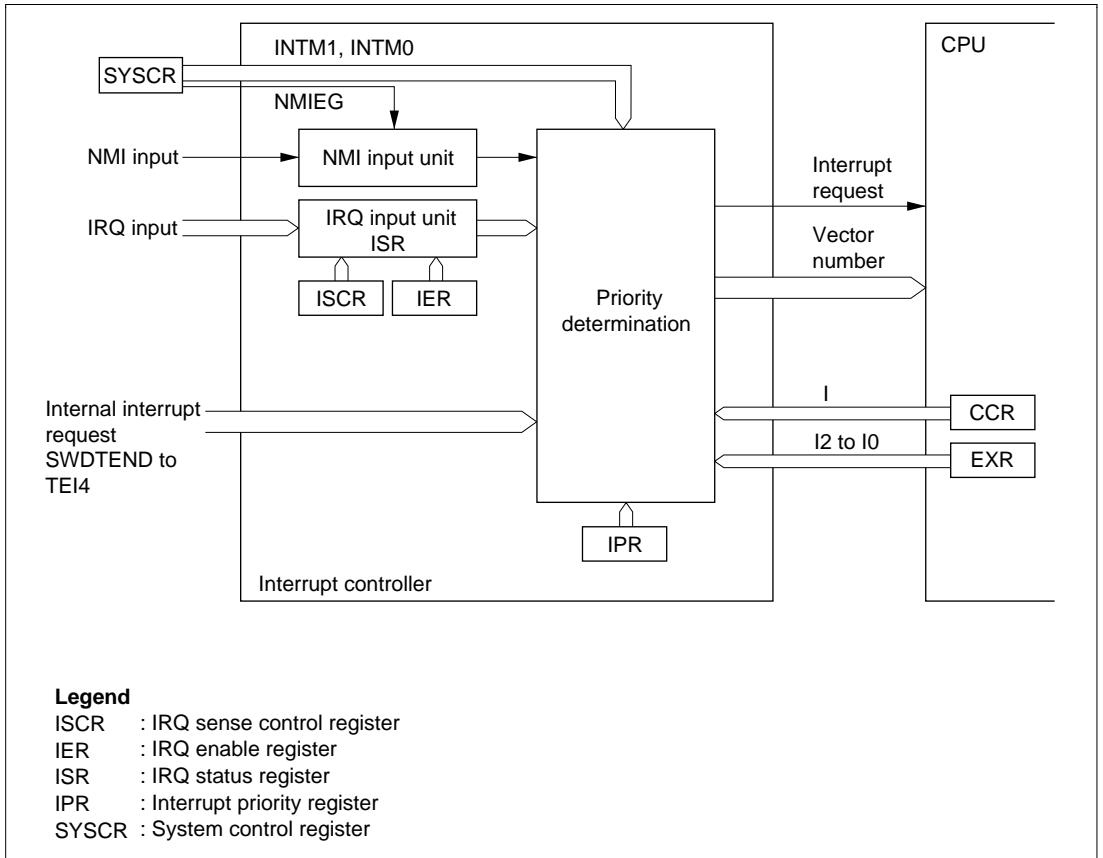 INTM1, INTM0
CPU
SYSCR
NMIEG
NMI input
NMI input unit
Interrupt
request
IRQ input
IRQ input unit
ISR
Vector
number
ISCR
IER
Priority
determination
Internal interrupt
request
SWDTEND to
TEI4
I
CCR
I2 to I0
EXR
IPR
Interrupt controller
Legend
ISCR : IRQ sense control register
IER : IRQ enable register
ISR : IRQ status register
IPR : Interrupt priority register
SYSCR : System control register